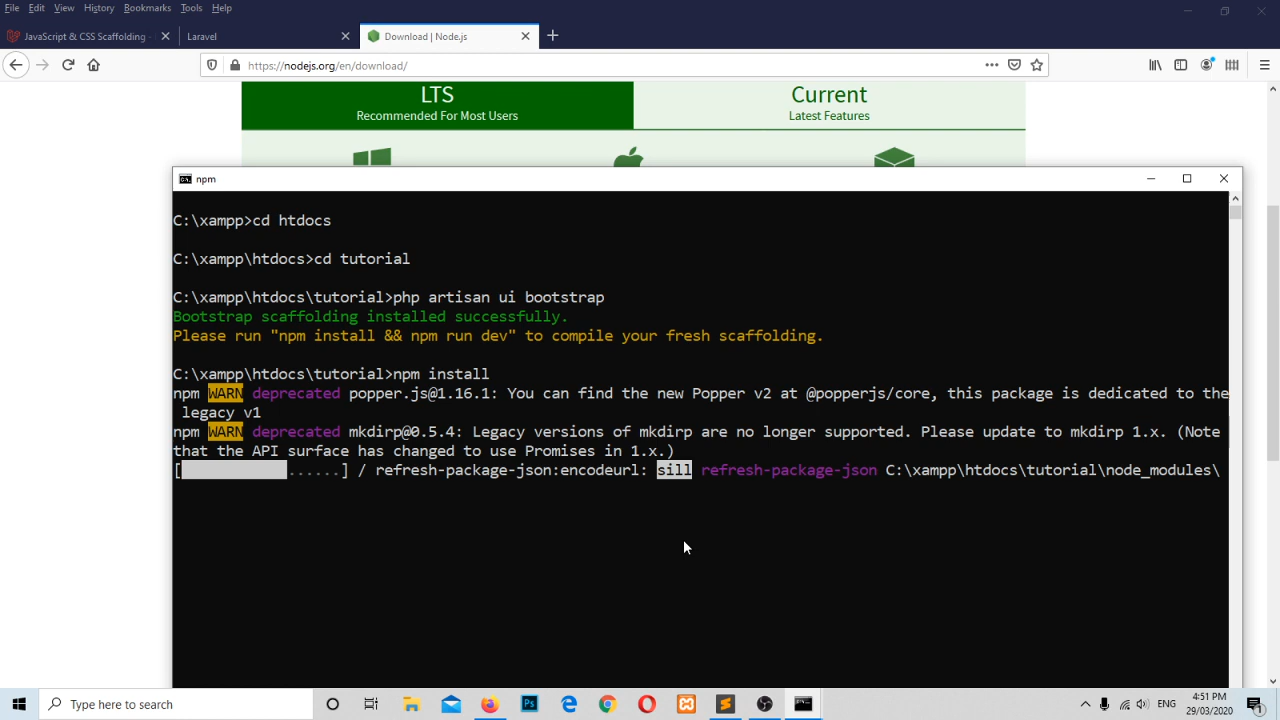 File Edit View History Bookmarks Tools Help
JavaScript & CSS Scaffolding
Laravel
Download | Node.js
https://nodejs.org/en/download/
LTS
Recommended For Most Users
Current
Latest Features
npm
C:\xampp>cd htdocs
C:\xampp\htdocs>cd tutorial
C:\xampp\htdocs\tutorial>php artisan ui bootstrap
Bootstrap scaffolding installed successfully.
Please run "npm install && npm run dev" to compile your fresh scaffolding.
C:\xampp\htdocs\tutorial>npm install
npm WARN deprecated popper.js@1.16.1: You can find the new Popper v2 at @popperjs/core, this package is dedicated to the
legacy v1
npm WARN deprecated mkdirp@0.5.4: Legacy versions of mkdirp are no longer supported. Please update to mkdirp 1.x. (Note
that the API surface has changed to use Promises in 1.x.)
[ ......] / refresh-package-json:encodeurl: sill refresh-package-json C:\xampp\htdocs\tutorial\node_modules\
Type here to search
Ps
ENG
4:51 PM
29/03/2020
1